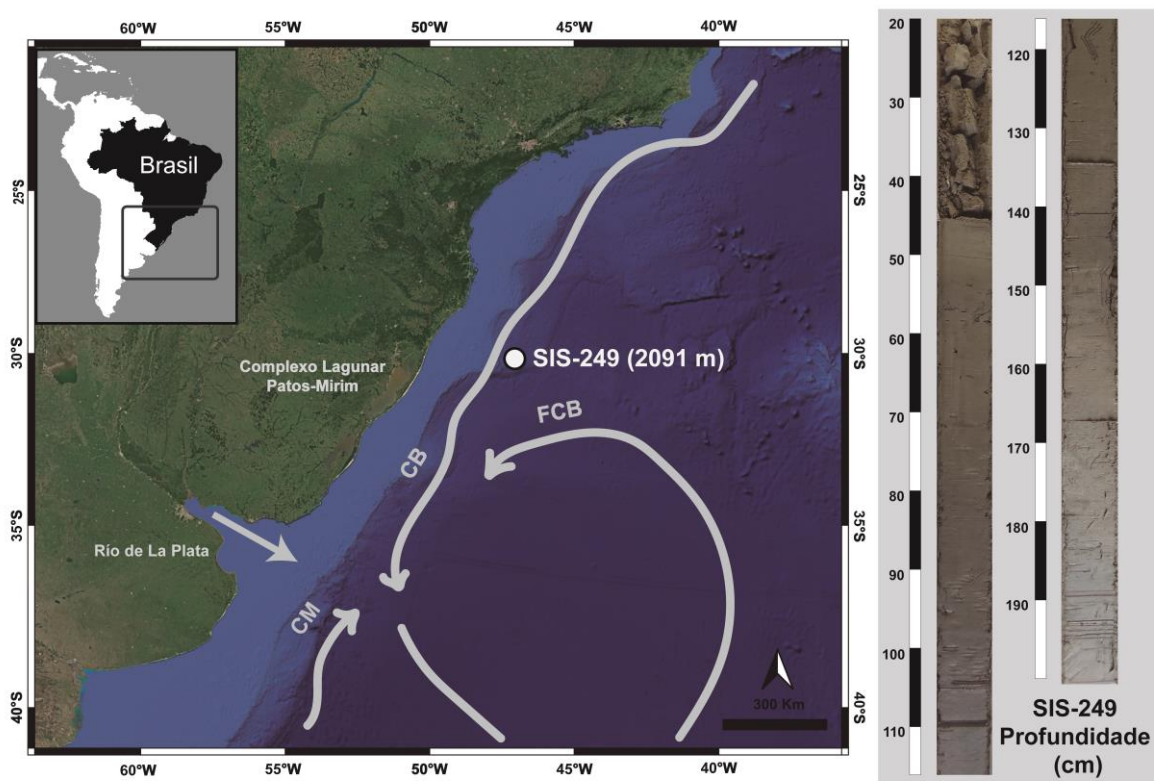 60°W
55°W
50°W
45°W
40°W
Brasil
25°S
25°S
Complexo Lagunar
Patos-Mirim
30°S
30°S
SIS-249 (2091 m)
FCB
CB
35°S
35°S
Río de La Plata
CM
40°S
40°S
300 Km
60°W
55°W
50°W
45°W
40°W
20
30
40
50
60
70
80
90
100
110
120
130
140
150
160
170
180
190
SIS-249
Profundidade
(cm)